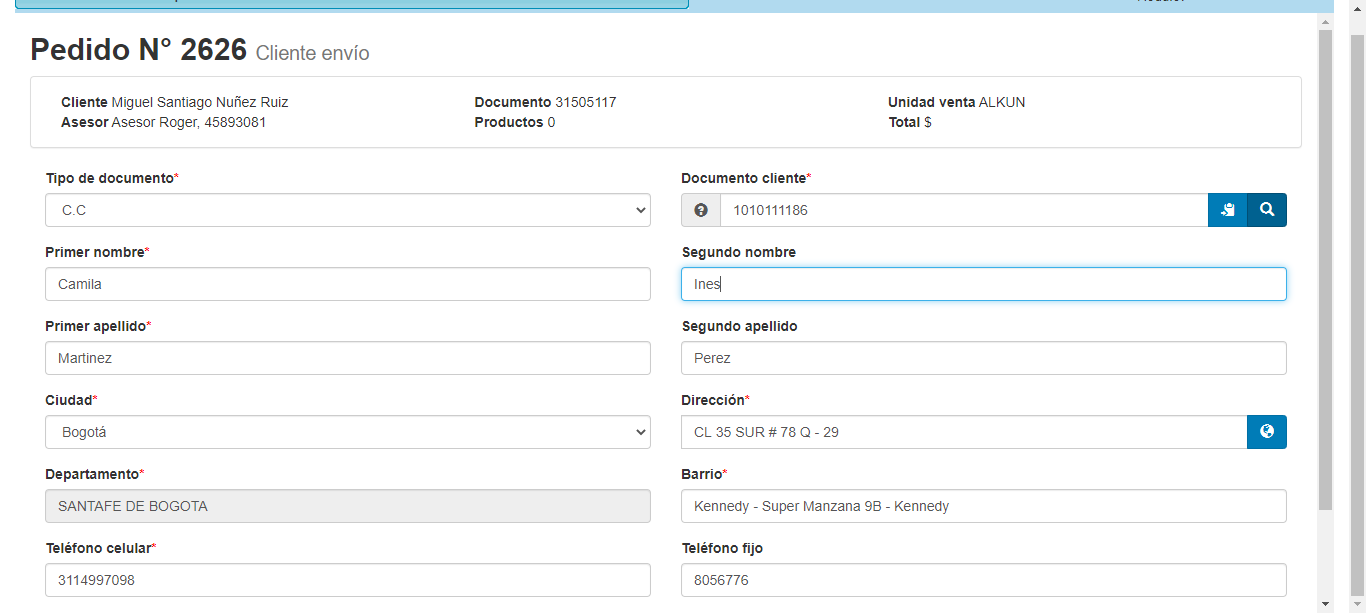 Pedido N° 2626 Cliente envío
Cliente Miguel Santiago Nuñez Ruiz Documento 31505117 Unidad venta ALKUN
Asesor Asesor Roger, 45893081 Productos 0 Total $
Tipo de documento* Documento cliente*
C.C 1010111186
Primer nombre* Segundo nombre
Camila Ines
Primer apellido* Segundo apellido
Martinez Perez
Ciudad* Dirección*
Bogotá CL 35 SUR # 78 Q - 29
Departamento* Barrio*
SANTAFE DE BOGOTA Kennedy - Super Manzana 9B - Kennedy
Teléfono celular* Teléfono fijo
3114997098 8056776